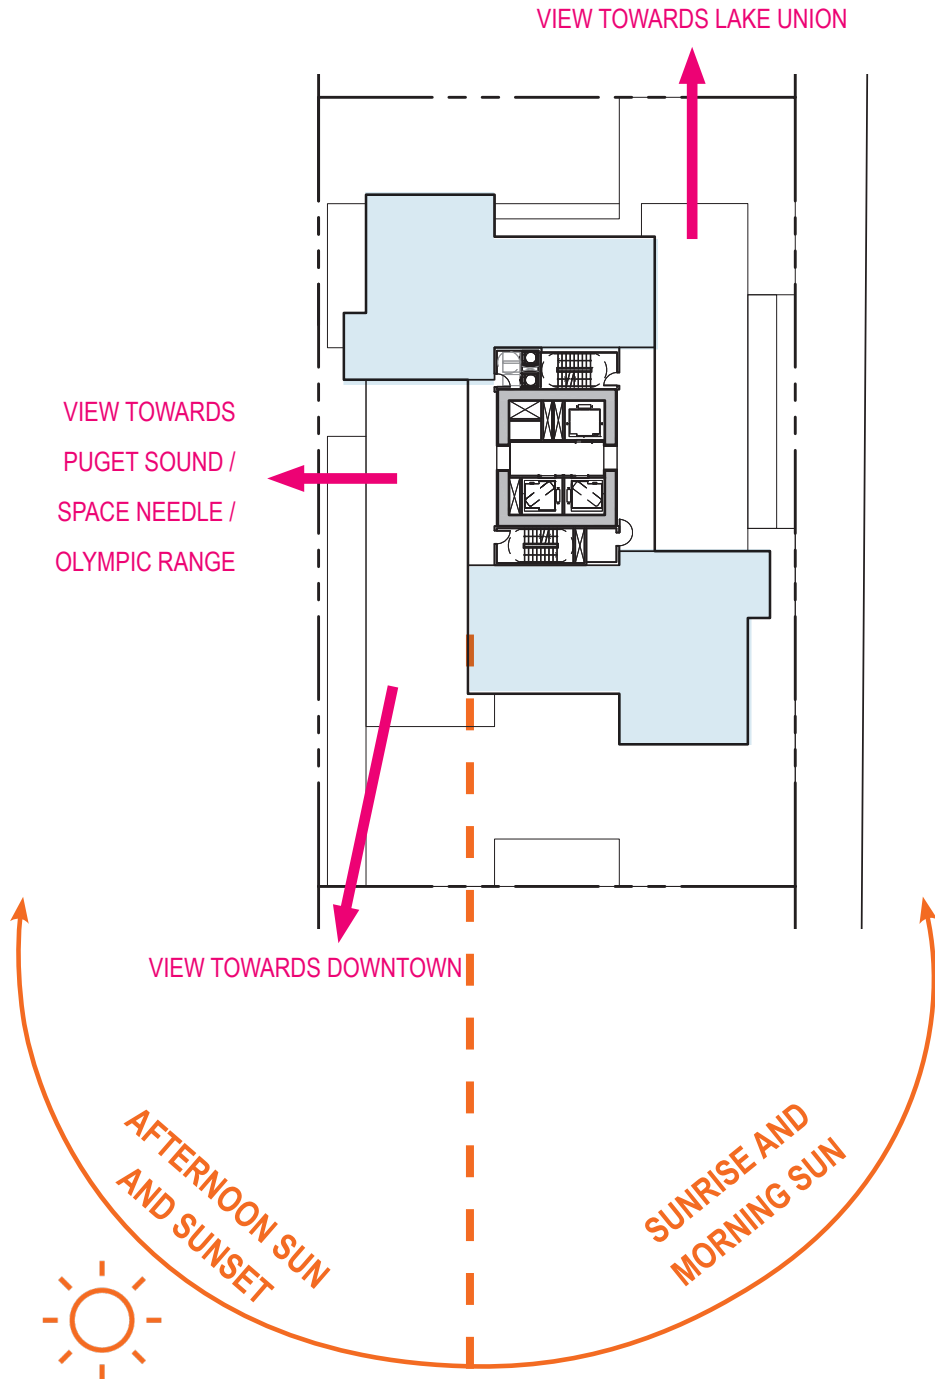 VIEW TOWARDS LAKE UNION
VIEW TOWARDS
PUGET SOUND /
SPACE NEEDLE /
OLYMPIC RANGE
VIEW TOWARDS DOWNTOWN
AFTERNOON SUN
AND SUNSET
SUNRISE AND
MORNING SUN